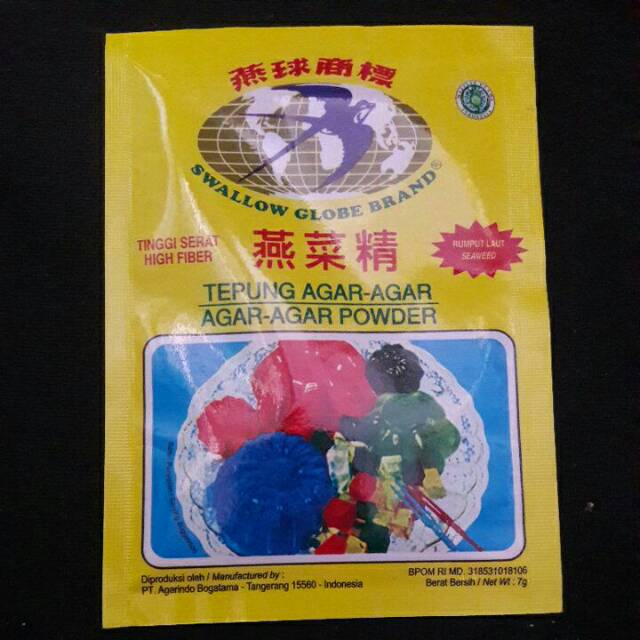 燕球商標
SWALLOW GLOBE BRAND®
TINGGI SERAT
HIGH FIBER
燕菜精
RUMPUT LAUT
SEAWEED
TEPUNG AGAR-AGAR
AGAR-AGAR POWDER
Diproduksi oleh / Manufactured by :
PT. Agerindo Bogatama - Tangerang 15560 - Indonesia
BPOM RI MD. 318531018106
Berat Bersih / Net Wt : 7g